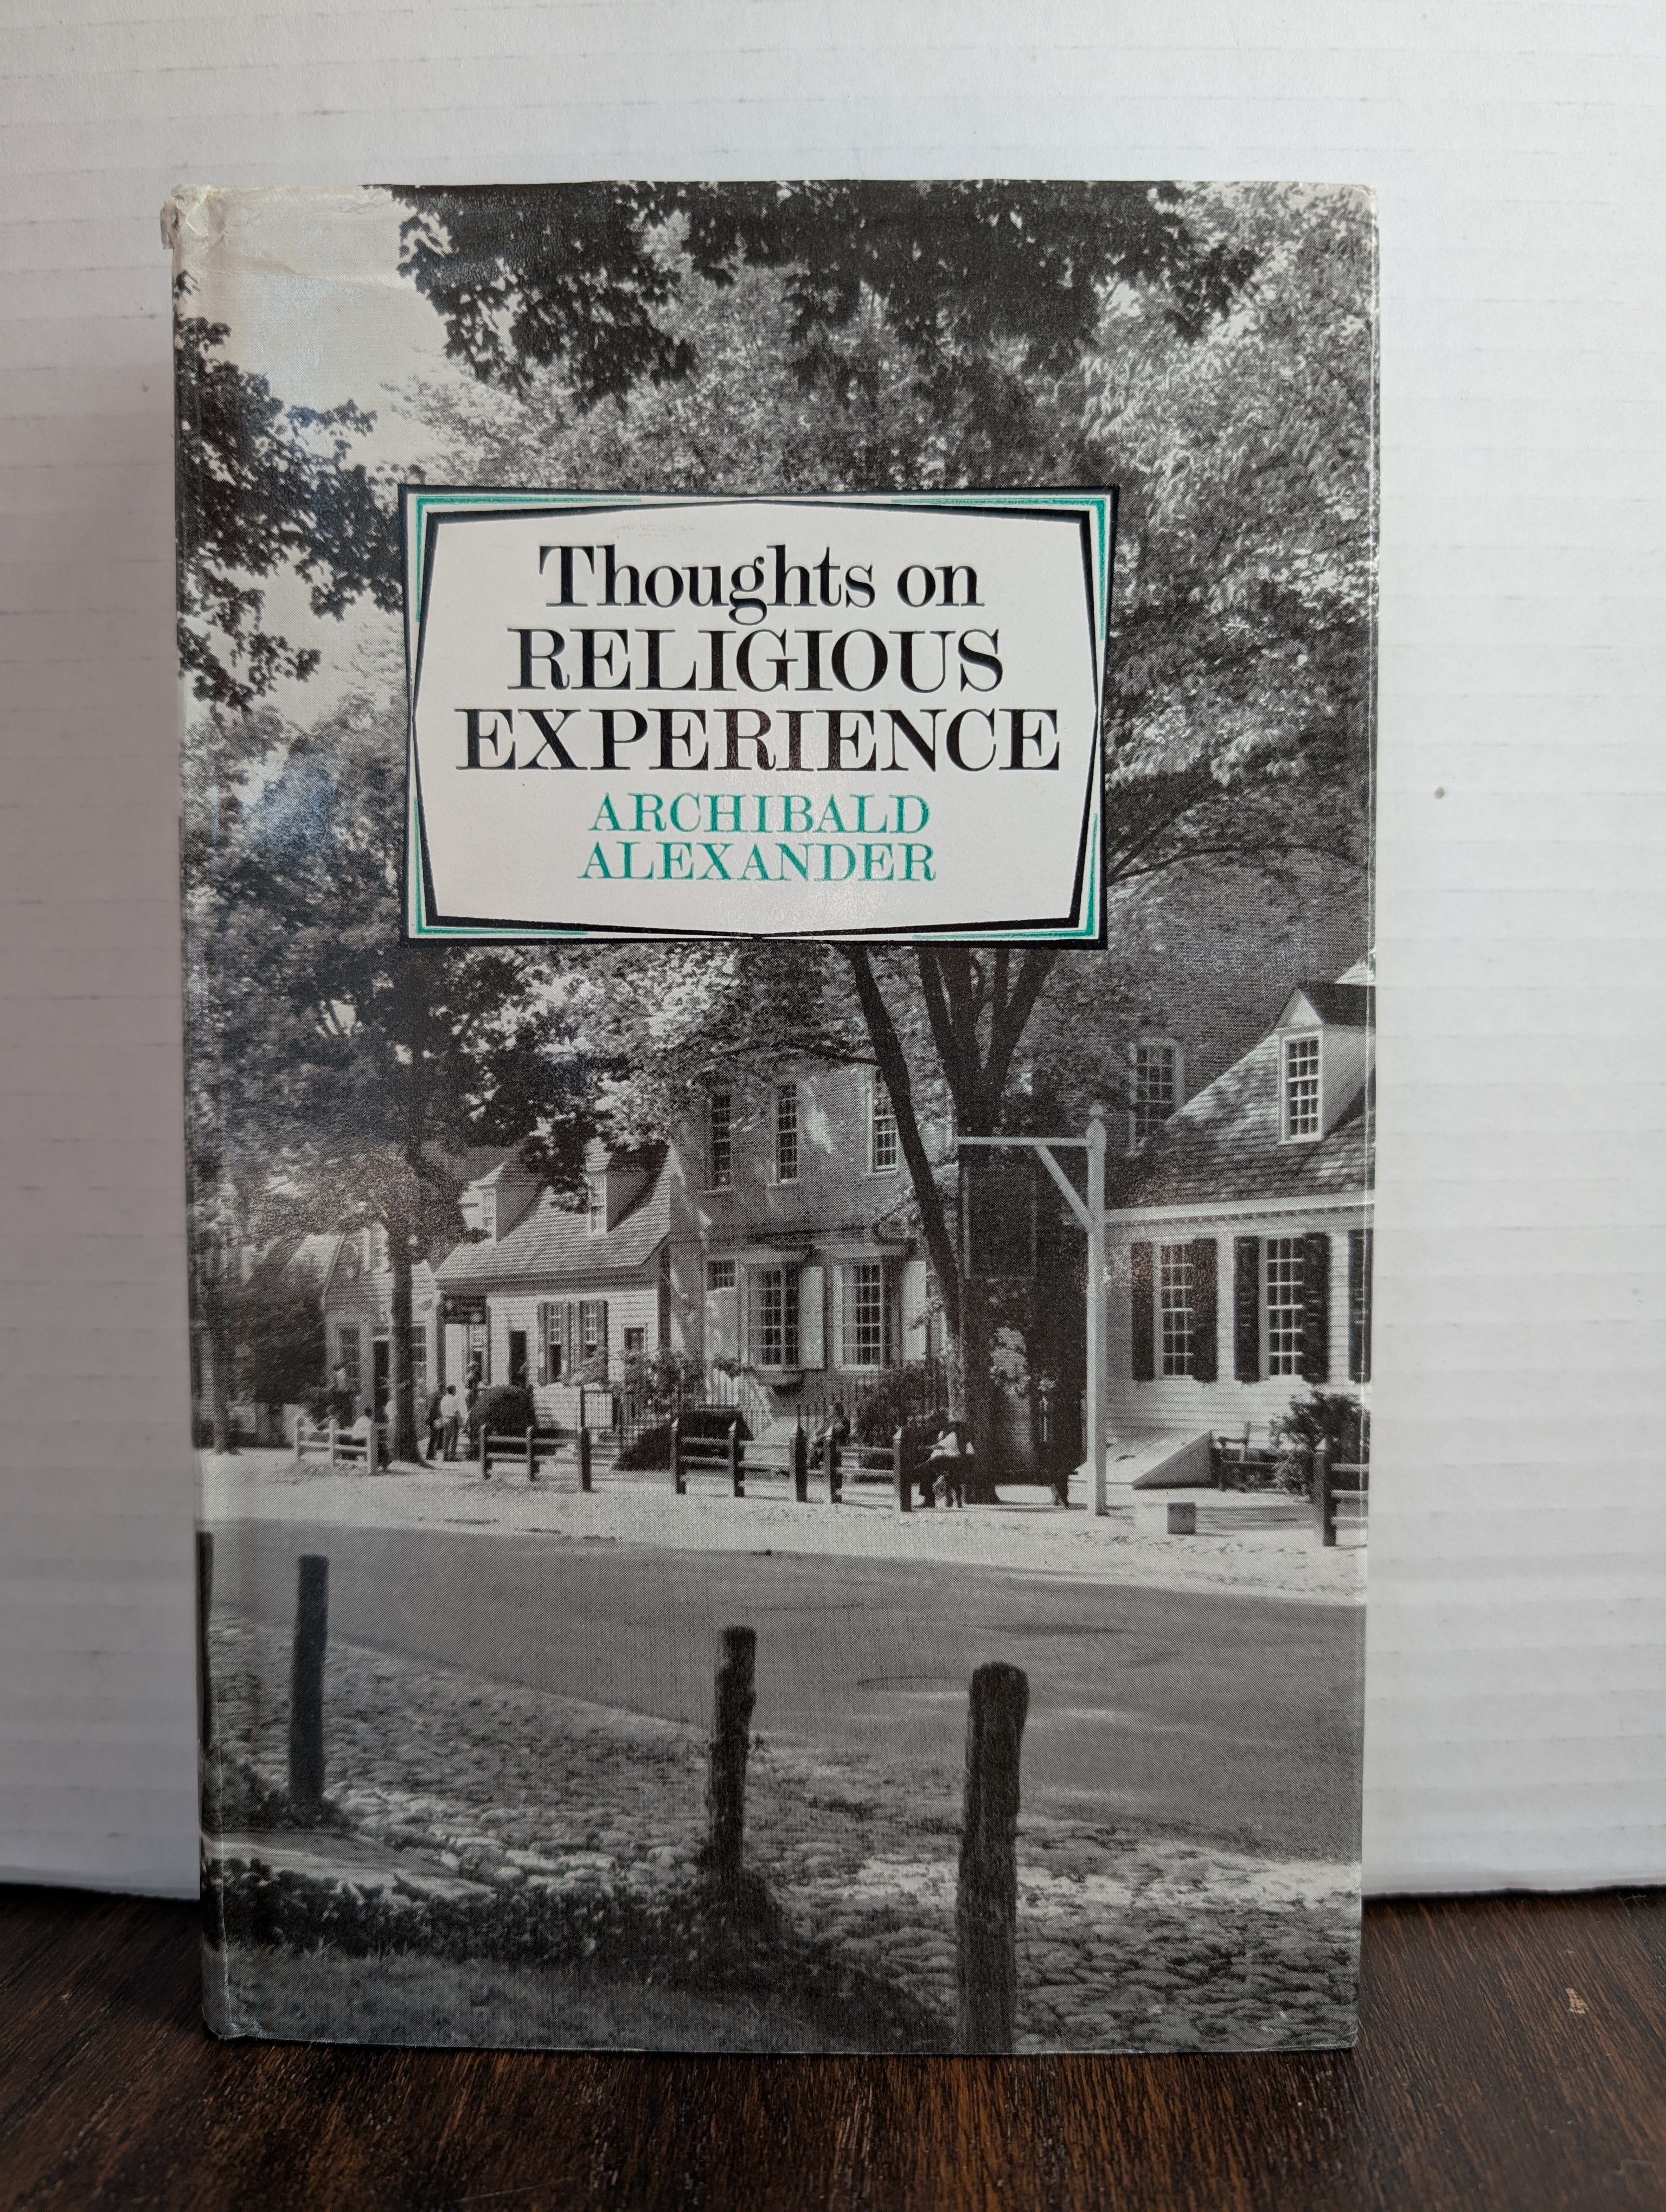 Thoughts on
RELIGIOUS
EXPERIENCE
ARCHIBALD
ALEXANDER